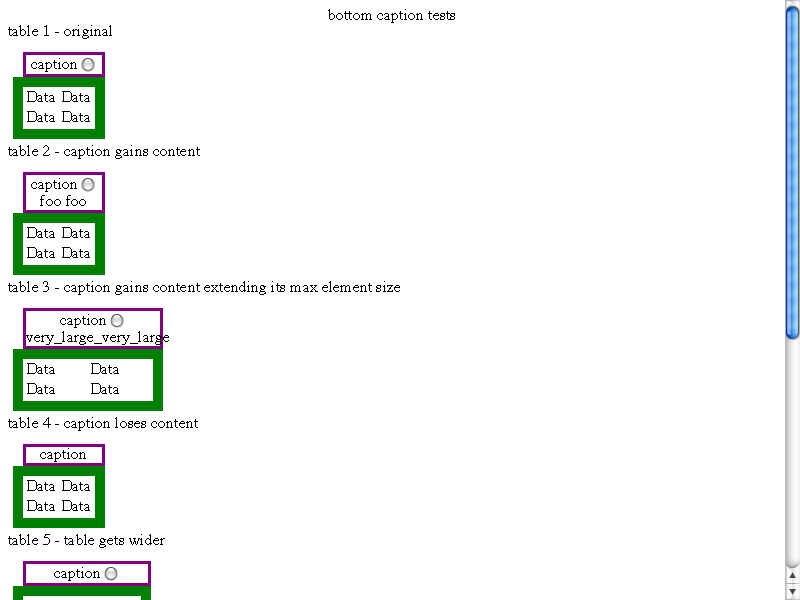 bottom caption tests
table 1 - original
caption
Data Data
Data Data
table 2 - caption gains content
caption
foo foo
Data Data
Data Data
table 3 - caption gains content extending its max element size
caption
very_large_very_large
Data Data
Data Data
table 4 - caption loses content
caption
Data Data
Data Data
table 5 - table gets wider
caption